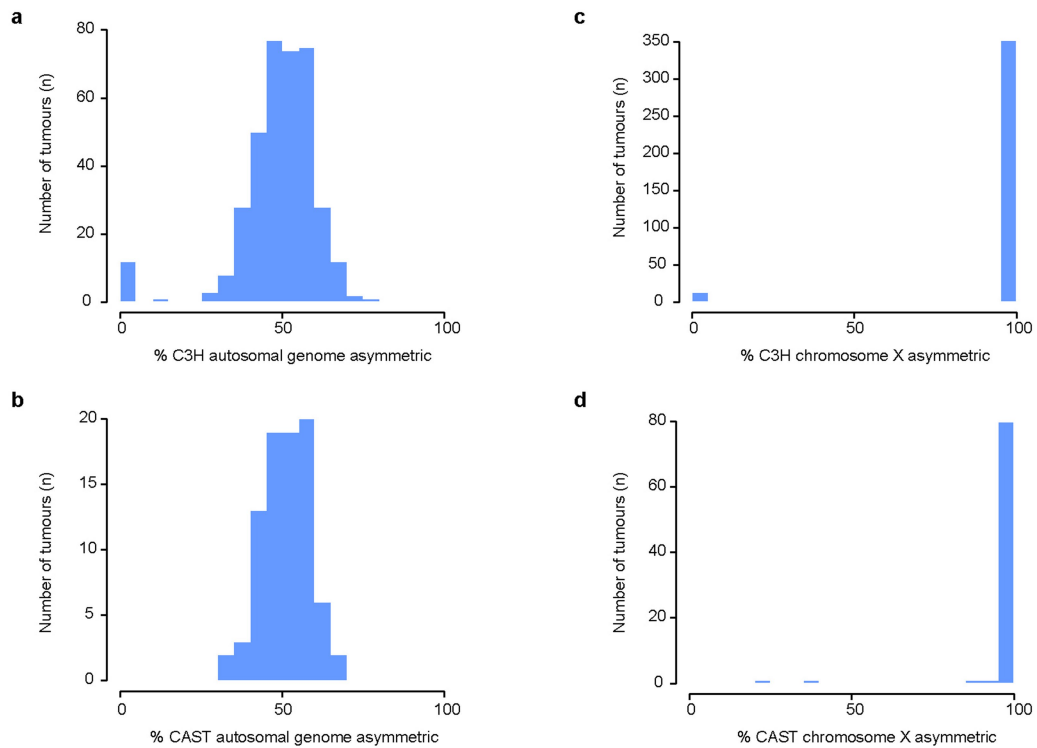 a
80
60
40
20
0
Number of tumours (n)
0 50 100
% C3H autosomal genome asymmetric
c
350
300
250
200
150
100
50
0
Number of tumours (n)
0 50 100
% C3H chromosome X asymmetric
b
20
15
10
5
0
Number of tumours (n)
0 50 100
% CAST autosomal genome asymmetric
d
80
60
40
20
0
Number of tumours (n)
0 50 100
% CAST chromosome X asymmetric